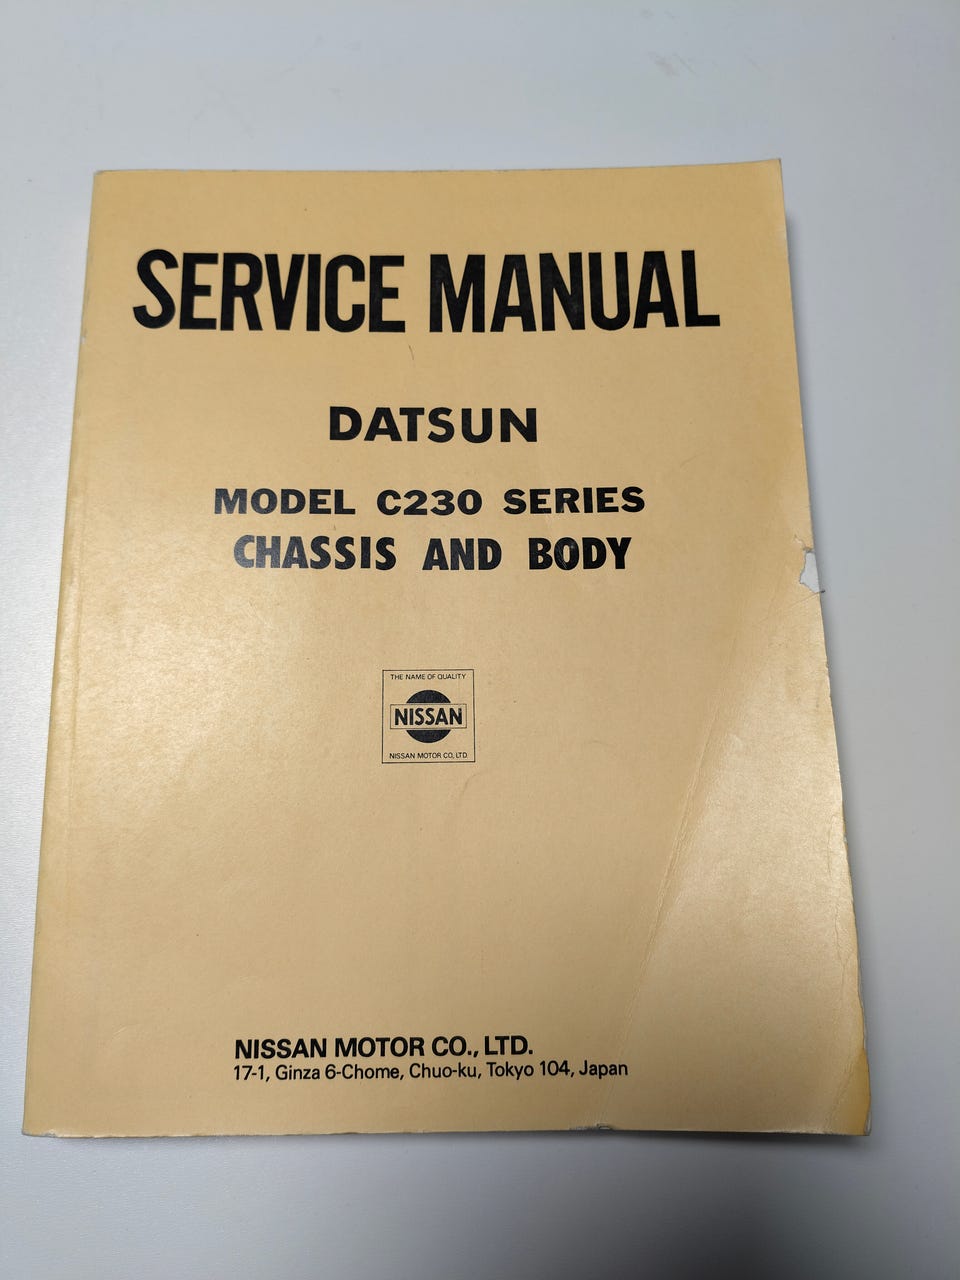 SERVICE MANUAL
DATSUN
MODEL C230 SERIES
CHASSIS AND BODY
THE NAME OF QUALITY
NISSAN
NISSAN MOTOR CO., LTD.
NISSAN MOTOR CO., LTD.
17-1, Ginza 6-Chome, Chuo-ku, Tokyo 104, Japan